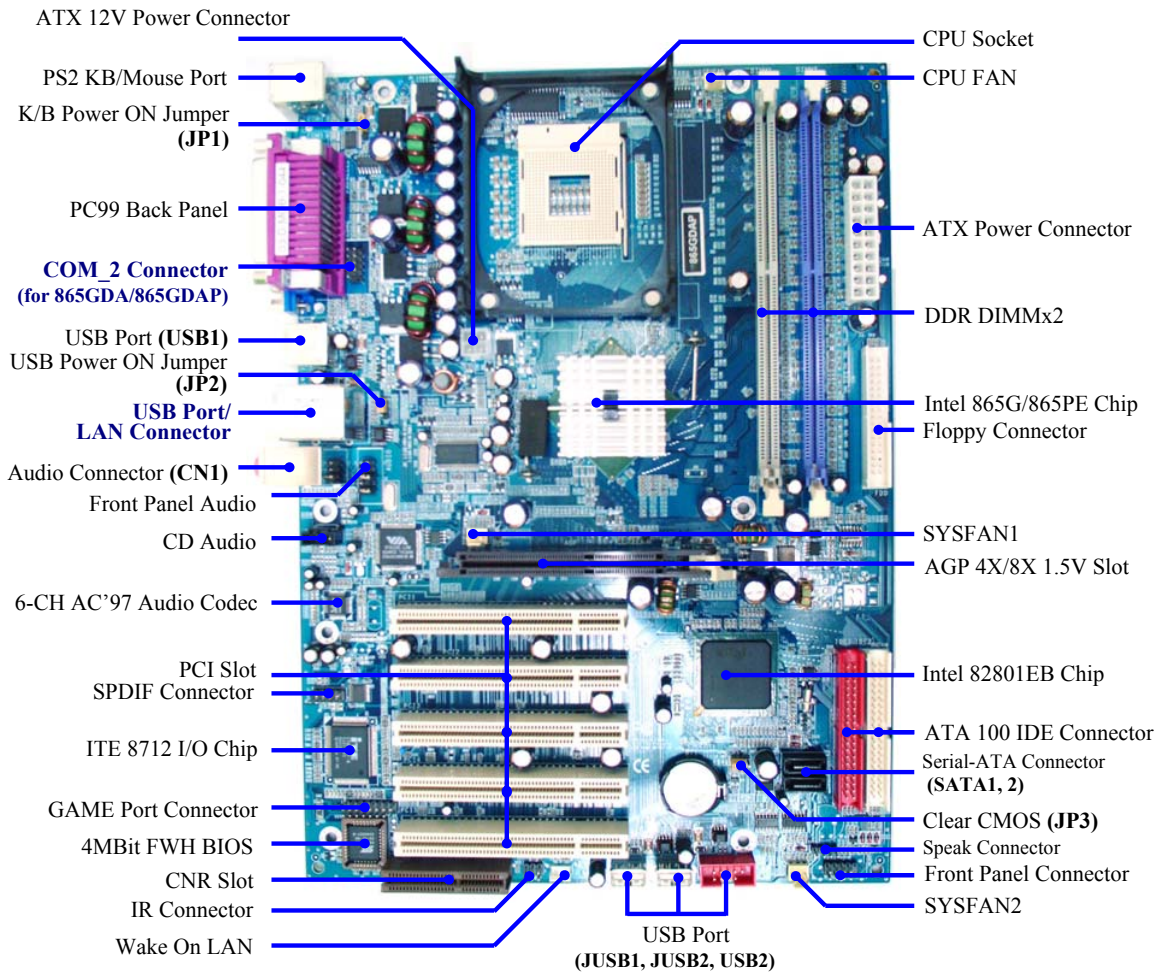 ATX 12V Power Connector
PS2 KB/Mouse Port
K/B Power ON Jumper
(JP1)
PC99 Back Panel
COM_2 Connector
(for 865GDA/865GDAP)
USB Port (USB1)
USB Power ON Jumper
(JP2)
USB Port/
LAN Connector
Audio Connector (CN1)
Front Panel Audio
CD Audio
6-CH AC’97 Audio Codec
PCI Slot
SPDIF Connector
ITE 8712 I/O Chip
GAME Port Connector
4MBit FWH BIOS
CNR Slot
IR Connector
Wake On LAN
USB Port
(JUSB1, JUSB2, USB2)
CPU Socket
CPU FAN
ATX Power Connector
DDR DIMMx2
Intel 865G/865PE Chip
Floppy Connector
SYSFAN1
AGP 4X/8X 1.5V Slot
Intel 82801EB Chip
ATA 100 IDE Connector
Serial-ATA Connector
(SATA1, 2)
Clear CMOS (JP3)
Speak Connector
Front Panel Connector
SYSFAN2
865GDAP
VIA
CE
FDD